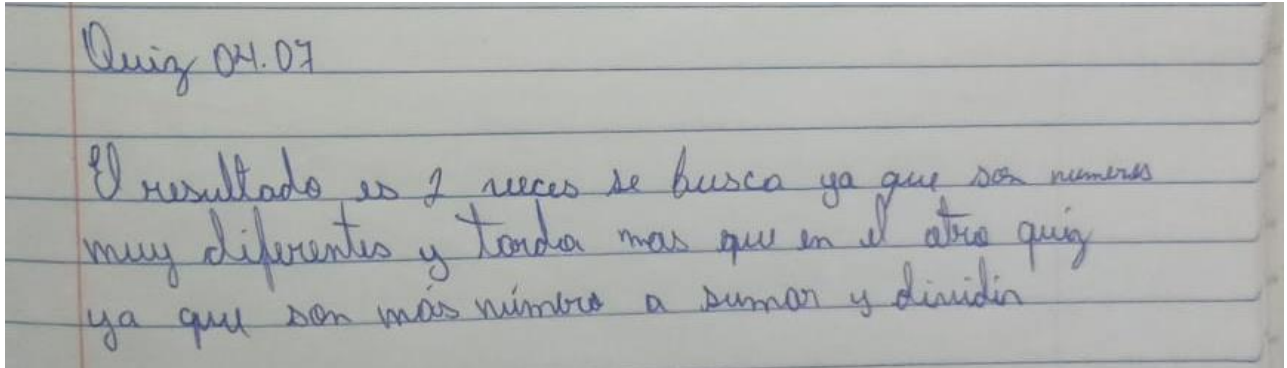 Quiz 04.07
El resultado es 2 veces se busca ya que son numeros
muy diferentes y tarda mas que en el otro quiz
ya que son más número a sumar y dividir